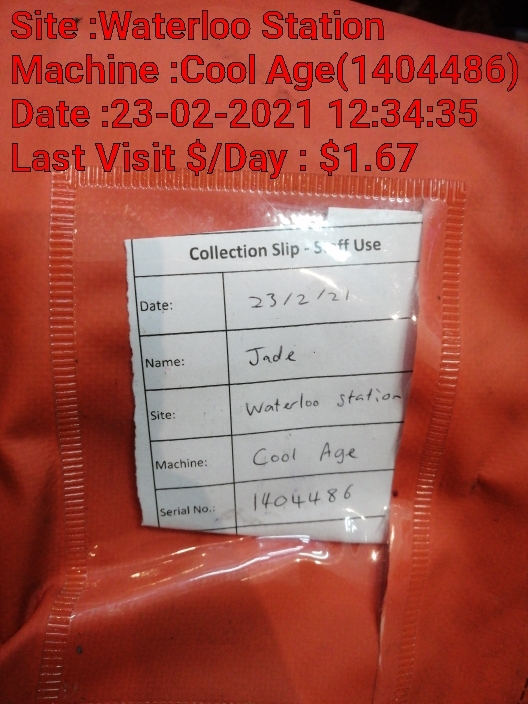 Site :Waterloo Station
Machine :Cool Age(1404486)
Date :23-02-2021 12:34:35
Last Visit $/Day : $1.67
Collection Slip - Staff Use
Date: 23/2/21
Name: Jade
Site: Waterloo Station
Machine: Cool Age
Serial No.: 1404486